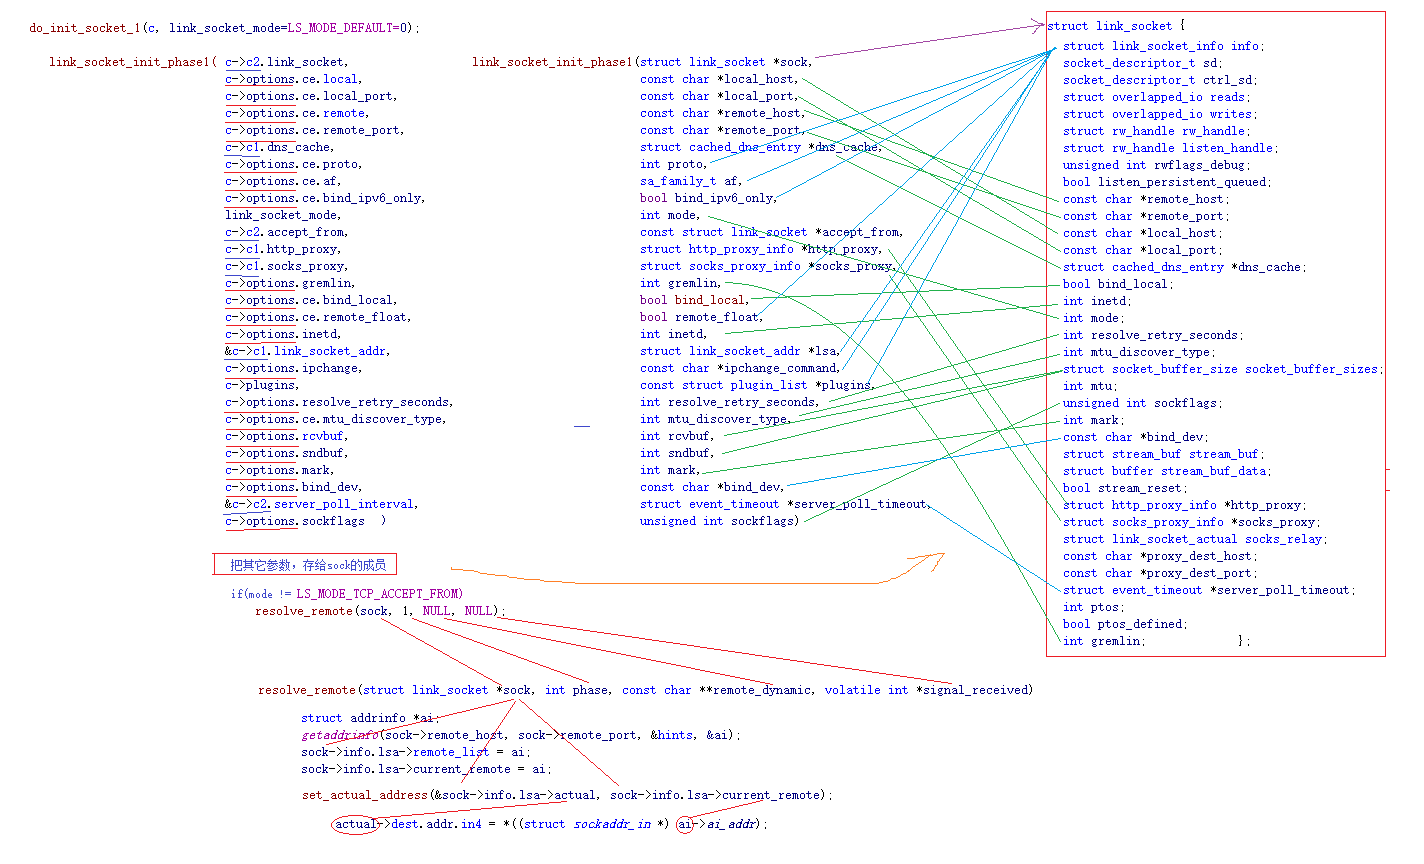 do_init_socket_1(c, link_socket_mode=LS_MODE_DEFAULT=0);
link_socket_init_phase1( c->c2.link_socket,
c->options.ce.local,
c->options.ce.local_port,
c->options.ce.remote,
c->options.ce.remote_port,
c->c1.dns_cache,
c->options.ce.proto,
c->options.ce.af,
c->options.ce.bind_ipv6_only,
link_socket_mode,
c->c2.accept_from,
c->c1.http_proxy,
c->c1.socks_proxy,
c->options.gremlin,
c->options.ce.bind_local,
c->options.ce.remote_float,
c->options.inetd,
&c->c1.link_socket_addr,
c->options.ipchange,
c->plugins,
c->options.resolve_retry_seconds,
c->options.ce.mtu_discover_type,
c->options.rcvbuf,
c->options.sndbuf,
c->options.mark,
c->options.bind_dev,
&c->c2.server_poll_interval,
c->options.sockflags )
link_socket_init_phase1(struct link_socket *sock,
const char *local_host,
const char *local_port,
const char *remote_host,
const char *remote_port,
struct cached_dns_entry *dns_cache,
int proto,
sa_family_t af,
bool bind_ipv6_only,
int mode,
const struct link_socket *accept_from,
struct http_proxy_info *http_proxy,
struct socks_proxy_info *socks_proxy,
int gremlin,
bool bind_local,
bool remote_float,
int inetd,
struct link_socket_addr *lsa,
const char *ipchange_command,
const struct plugin_list *plugins,
int resolve_retry_seconds,
int mtu_discover_type,
int rcvbuf,
int sndbuf,
int mark,
const char *bind_dev,
struct event_timeout *server_poll_timeout,
unsigned int sockflags)
struct link_socket {
struct link_socket_info info;
socket_descriptor_t sd;
socket_descriptor_t ctrl_sd;
struct overlapped_io reads;
struct overlapped_io writes;
struct rw_handle rw_handle;
struct rw_handle listen_handle;
unsigned int rwflags_debug;
bool listen_persistent_queued;
const char *remote_host;
const char *remote_port;
const char *local_host;
const char *local_port;
struct cached_dns_entry *dns_cache;
bool bind_local;
int inetd;
int mode;
int resolve_retry_seconds;
int mtu_discover_type;
struct socket_buffer_size socket_buffer_sizes;
int mtu;
unsigned int sockflags;
int mark;
const char *bind_dev;
struct stream_buf stream_buf;
struct buffer stream_buf_data;
bool stream_reset;
struct http_proxy_info *http_proxy;
struct socks_proxy_info *socks_proxy;
struct link_socket_actual socks_relay;
const char *proxy_dest_host;
const char *proxy_dest_port;
struct event_timeout *server_poll_timeout;
int ptos;
bool ptos_defined;
int gremlin; };
把其它参数，存给sock的成员
if(mode != LS_MODE_TCP_ACCEPT_FROM)
resolve_remote(sock, 1, NULL, NULL);
resolve_remote(struct link_socket *sock, int phase, const char **remote_dynamic, volatile int *signal_received)
struct addrinfo *ai;
getaddrinfo(sock->remote_host, sock->remote_port, &hints, &ai);
sock->info.lsa->remote_list = ai;
sock->info.lsa->current_remote = ai;
set_actual_address(&sock->info.lsa->actual, sock->info.lsa->current_remote);
actual->dest.addr.in4 = *((struct sockaddr_in *) ai->ai_addr);